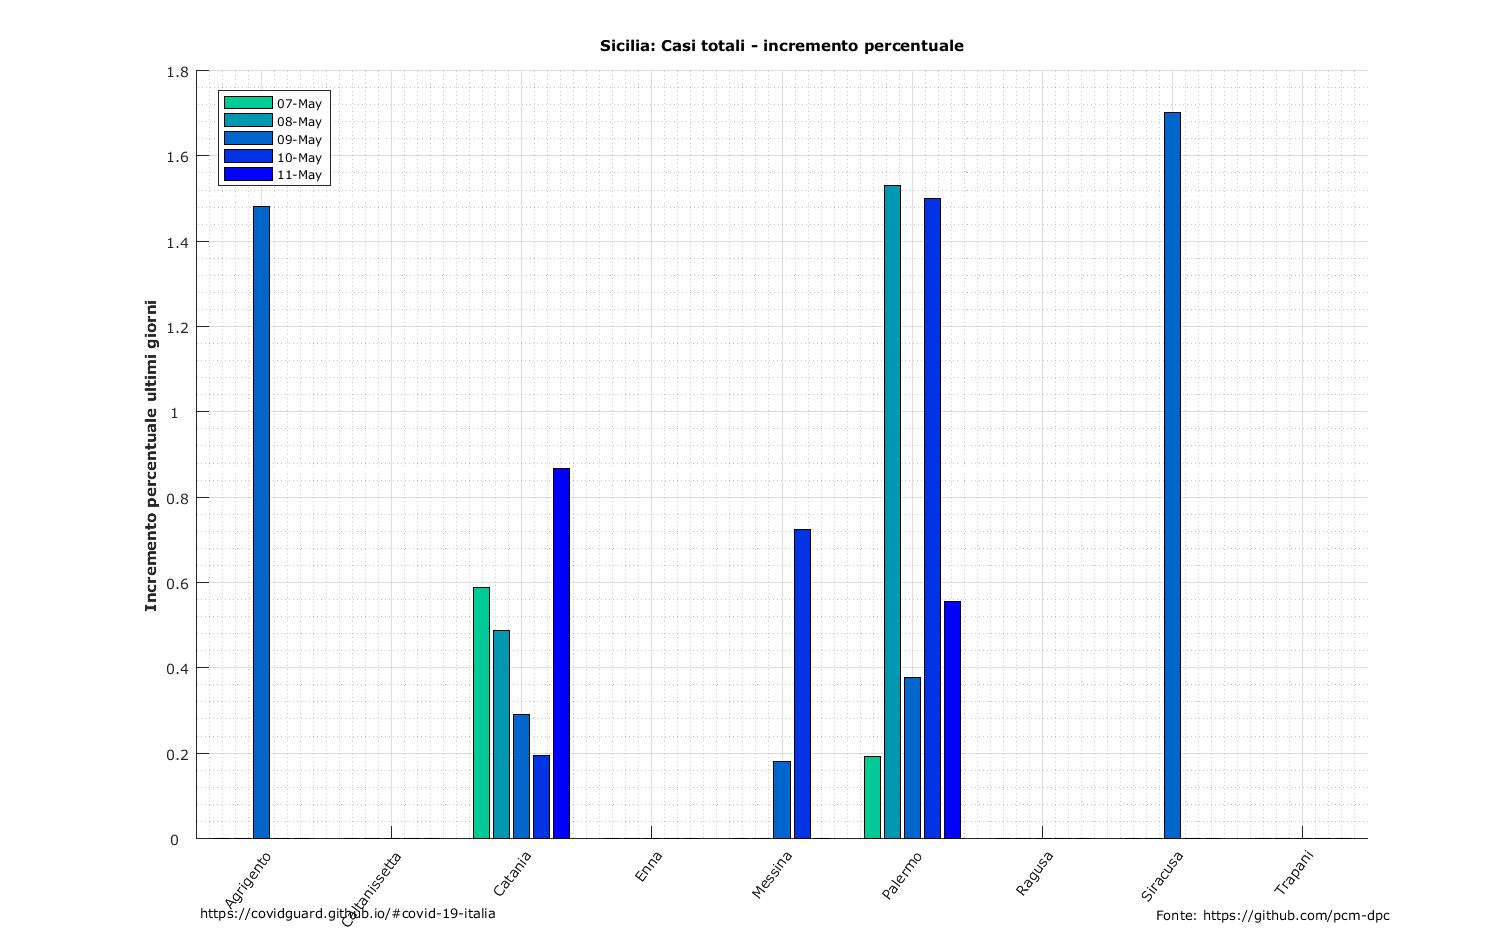 Sicilia: Casi totali - incremento percentuale
1.8
1.6
1.4
1.2
1
0.8
0.6
0.4
0.2
0
Incremento percentuale ultimi giorni
07-May
08-May
09-May
10-May
11-May
Agrigento
Caltanissetta
Catania
Enna
Messina
Palermo
Ragusa
Siracusa
Trapani
https://covidguard.github.io/#covid-19-italia
Fonte: https://github.com/pcm-dpc